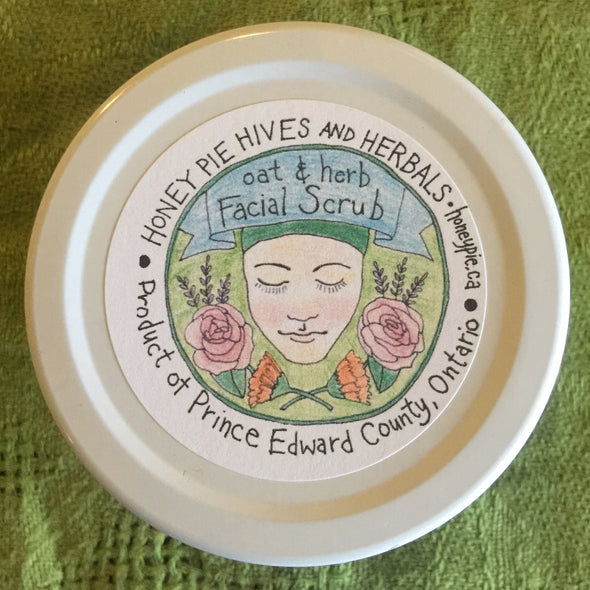 HONEY PIE HIVES AND HERBALS • honeypie.ca •
oat & herb
Facial Scrub
Product of Prince Edward County, Ontario •